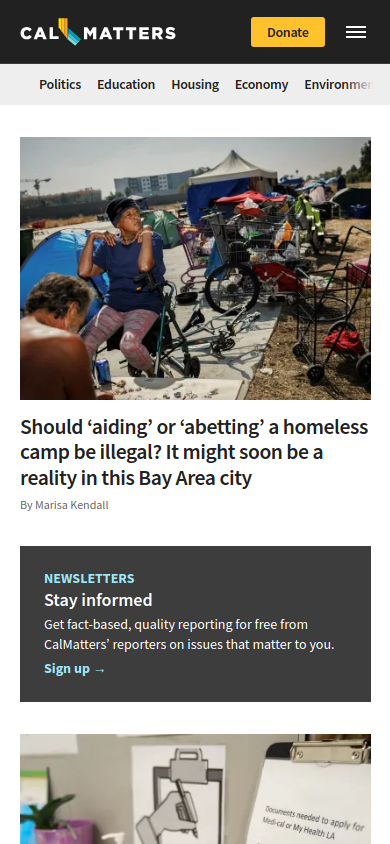 CALMATTERS
Donate
Politics Education Housing Economy Environmen
Should ‘aiding’ or ‘abetting’ a homeless
camp be illegal? It might soon be a
reality in this Bay Area city
By Marisa Kendall
NEWSLETTERS
Stay informed
Get fact-based, quality reporting for free from
CalMatters’ reporters on issues that matter to you.
Sign up →
Documents needed to apply for
Medi-cal or My Health LA